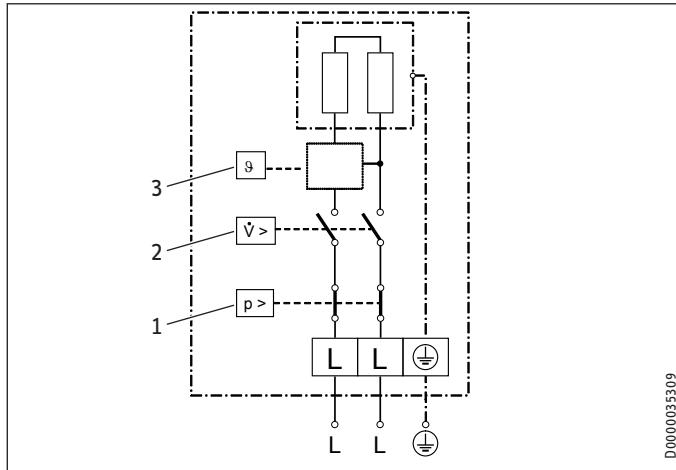 3 ϑ
2 V̇ >
1 p >
L L
L L
D0000035309